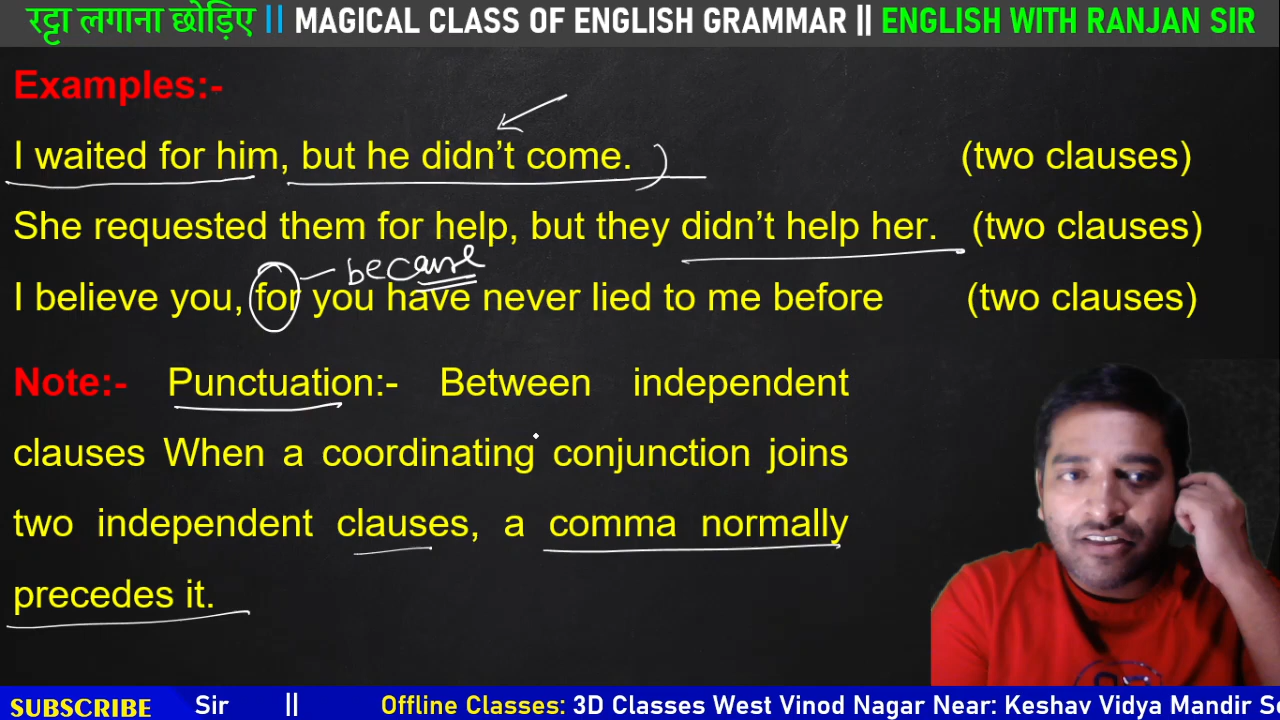 रट्टा लगाना छोड़िए || MAGICAL CLASS OF ENGLISH GRAMMAR || ENGLISH WITH RANJAN SIR
Examples:-
I waited for him, but he didn't come. (two clauses)
She requested them for help, but they didn't help her. (two clauses)
because
I believe you, for you have never lied to me before (two clauses)
Note:- Punctuation:- Between independent
clauses When a coordinating conjunction joins
two independent clauses, a comma normally
precedes it.
SUBSCRIBE Sir || Offline Classes: 3D Classes West Vinod Nagar Near: Keshav Vidya Mandir S